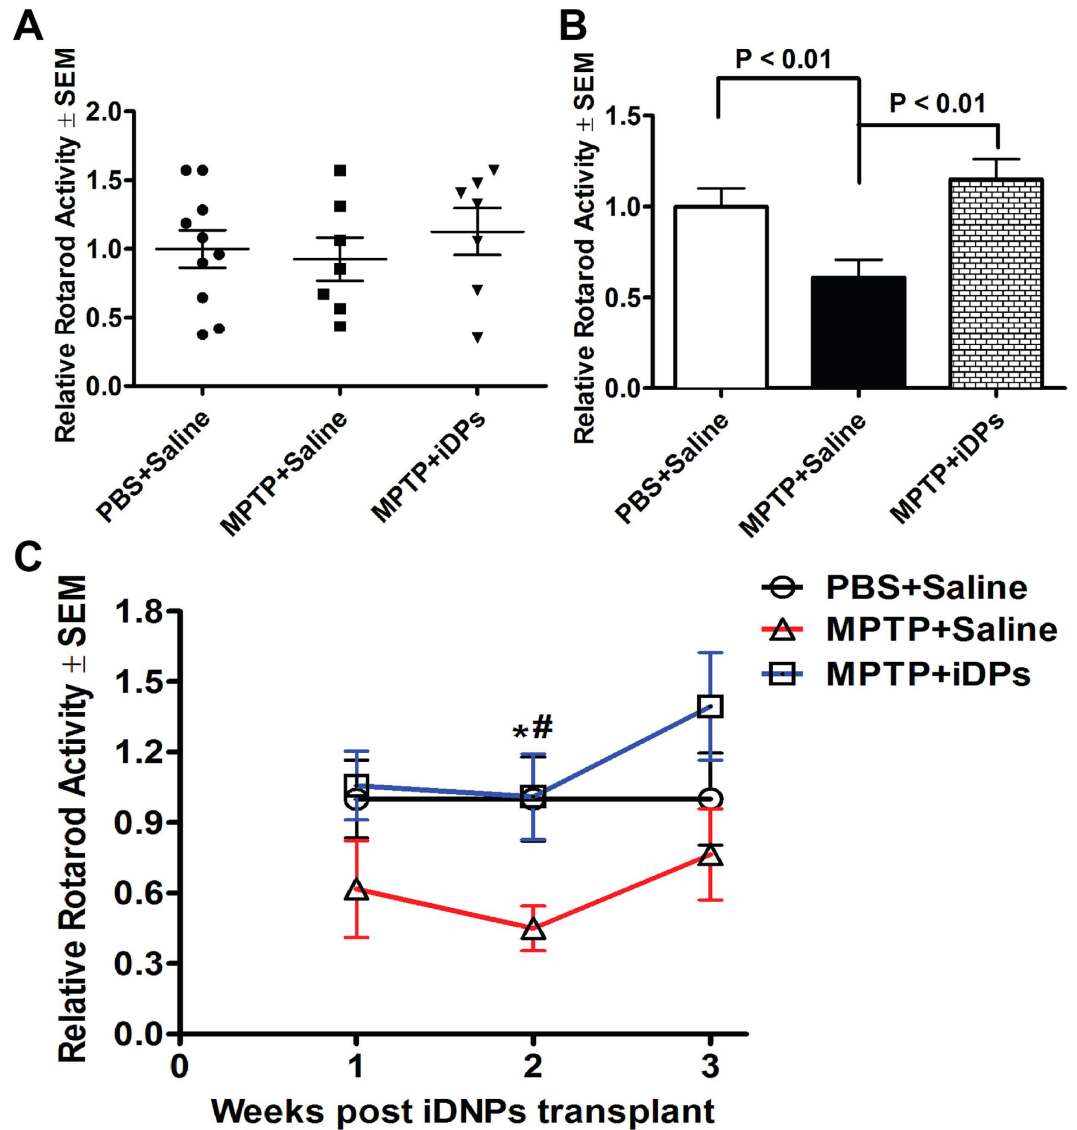 A
Relative Rotarod Activity ± SEM
2.0
1.5
1.0
0.5
0.0
PBS+Saline
MPTP+Saline
MPTP+iDPs
B
Relative Rotarod Activity ± SEM
P < 0.01
P < 0.01
1.5
1.0
0.5
0.0
PBS+Saline
MPTP+Saline
MPTP+iDPs
C
Relative Rotarod Activity ± SEM
PBS+Saline
MPTP+Saline
MPTP+iDPs
1.8
1.5
1.2
0.9
0.6
0.3
0.0
*#
0 1 2 3
Weeks post iDNPs transplant